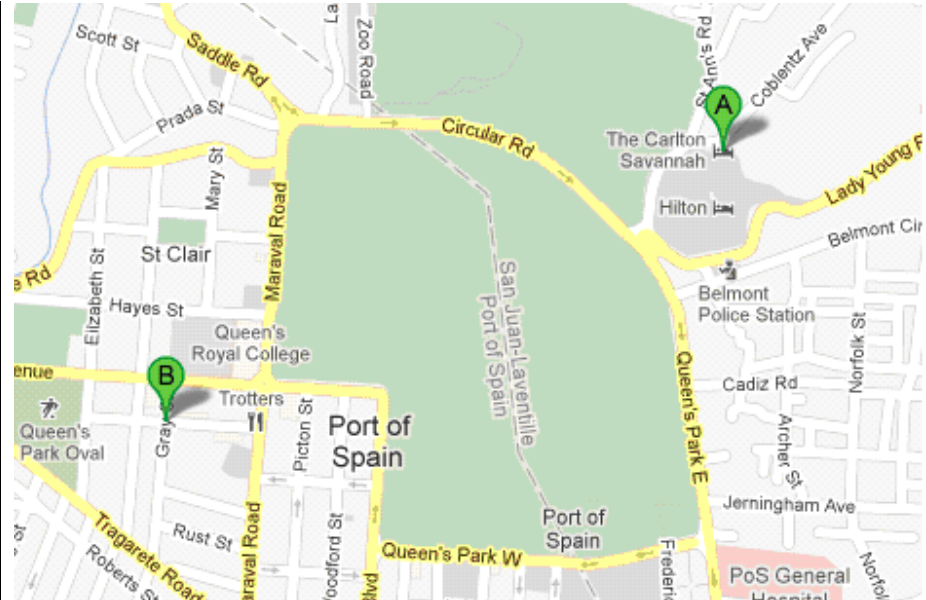 Scott St
Saddle Rd
La
Zoo Road
St Ann's Rd
Coblentz Ave
A
Prada St
Circular Rd
The Carlton
Savannah
Mary St
Lady Young R
Hilton
Maraval Road
St Clair
Belmont Cir
Elizabeth St
e Rd
San Juan-Laventille
Port of Spain
Belmont
Police Station
Hayes St
Queen's
Royal College
Norfolk St
enue
B
Queen's Park E
Cadiz Rd
Trotters
Gray S
Picton St
Port of
Spain
Queen's
Park Oval
Archer St
Jerningham Ave
Tragarete Road
Rust St
Maraval Road
Woodford St
Port of
Spain
Queen's Park W
Roberts St
st
Blvd
Frederic
Norfol
PoS General
Hospital